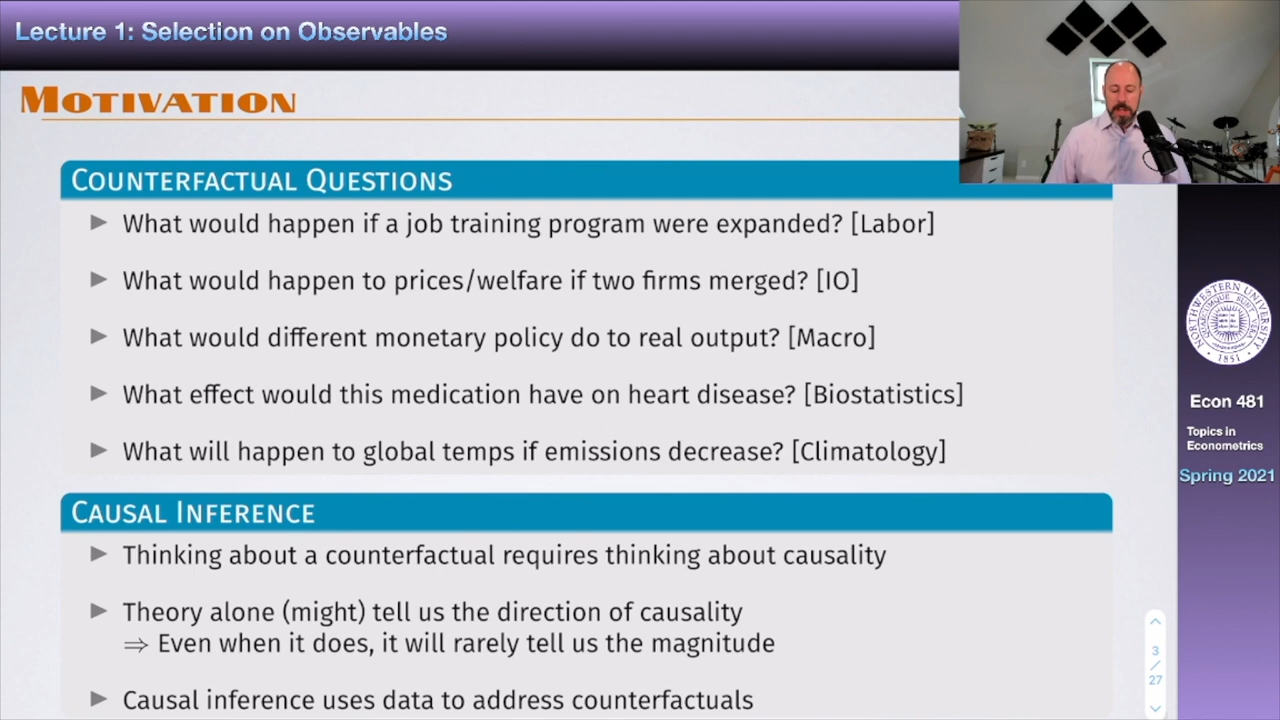 Lecture 1: Selection on Observables
MOTIVATION
COUNTERFACTUAL QUESTIONS
▶ What would happen if a job training program were expanded? [Labor]
▶ What would happen to prices/welfare if two firms merged? [IO]
▶ What would different monetary policy do to real output? [Macro]
▶ What effect would this medication have on heart disease? [Biostatistics]
▶ What will happen to global temps if emissions decrease? [Climatology]
CAUSAL INFERENCE
▶ Thinking about a counterfactual requires thinking about causality
▶ Theory alone (might) tell us the direction of causality
⇒ Even when it does, it will rarely tell us the magnitude
▶ Causal inference uses data to address counterfactuals
NORTHWESTERN UNIVERSITY
1851
Econ 481
Topics in
Econometrics
Spring 2021
3
/
27